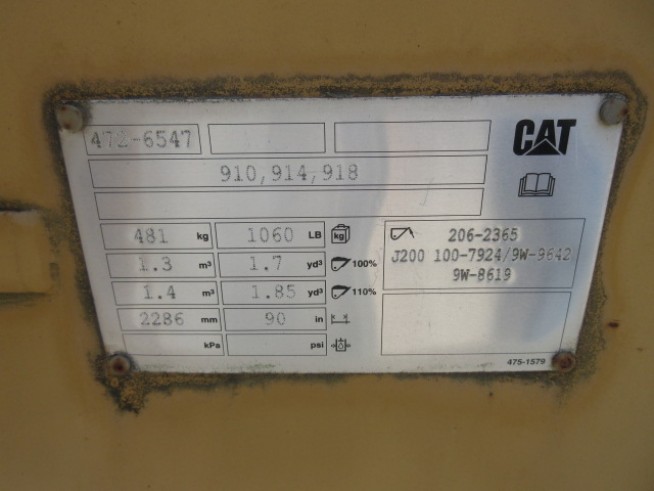 472-6547
CAT
910, 914, 918
481 kg 1060 LB kg
1.3 m³ 1.7 yd³ 100%
1.4 m³ 1.85 yd³ 110%
2286 mm 90 in
kPa psi
206-2365
J200 100-7924/9W-9642
9W-8619
475-1579